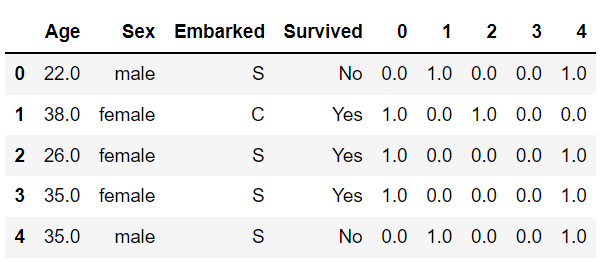 Age Sex Embarked Survived 0 1 2 3 4
0 22.0 male S No 0.0 1.0 0.0 0.0 1.0
1 38.0 female C Yes 1.0 0.0 1.0 0.0 0.0
2 26.0 female S Yes 1.0 0.0 0.0 0.0 1.0
3 35.0 female S Yes 1.0 0.0 0.0 0.0 1.0
4 35.0 male S No 0.0 1.0 0.0 0.0 1.0